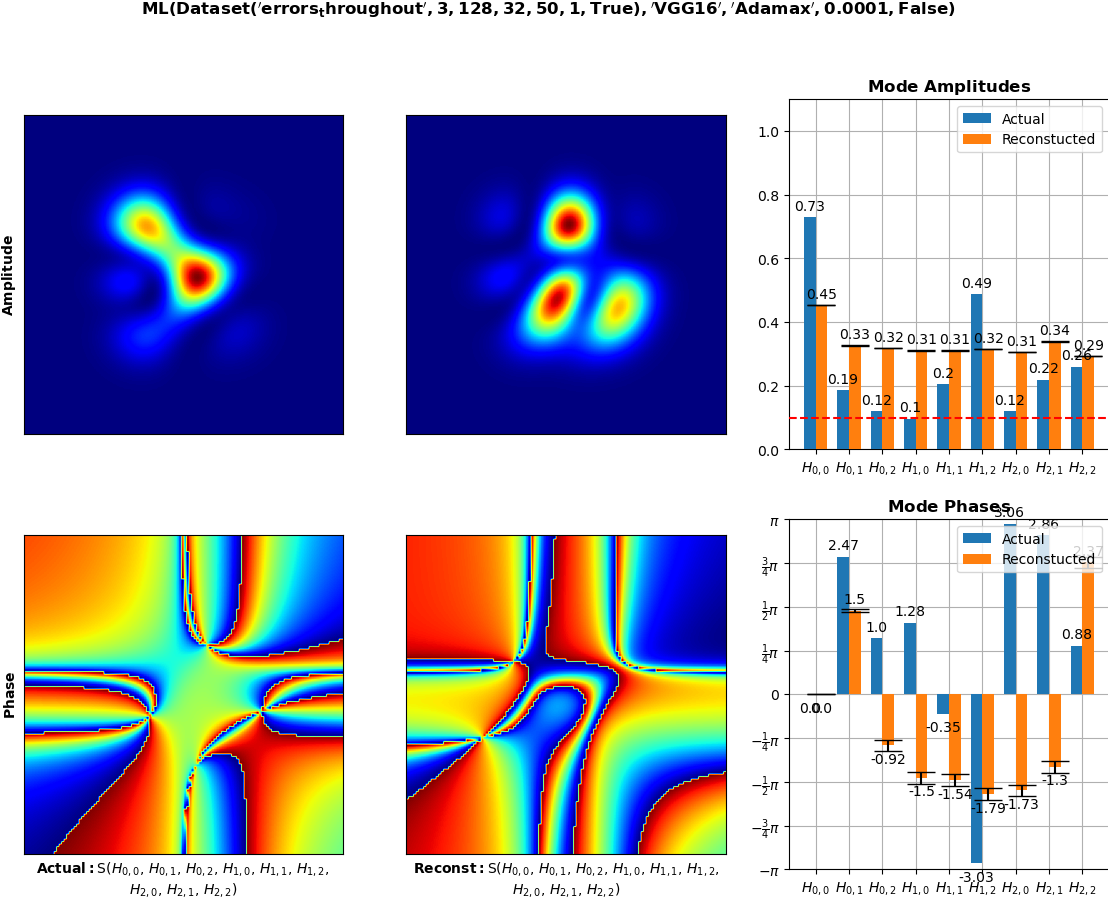 ML(Dataset('errors_throughout', 3, 128, 32, 50, 1, True), 'VGG16', 'Adamax', 0.0001, False)
Amplitude
Mode Amplitudes
Actual
Reconstucted
1.0
0.8
0.6
0.4
0.2
0.0
0.73
0.45
0.19
0.33
0.12
0.32
0.1
0.31
0.2
0.31
0.49
0.32
0.12
0.31
0.22
0.34
0.26
0.29
H0,0 H0,1 H0,2 H1,0 H1,1 H1,2 H2,0 H2,1 H2,2
Phase
Mode Phases
Actual
Reconstucted
π
3/4π
1/2π
1/4π
0
−1/4π
−1/2π
−3/4π
−π
0.0
0.0
2.47
1.5
1.0
-0.92
1.28
-1.5
-0.35
-1.54
-3.03
-1.79
3.06
-1.73
2.86
-1.3
0.88
2.37
H0,0 H0,1 H0,2 H1,0 H1,1 H1,2 H2,0 H2,1 H2,2
Actual: S(H0,0, H0,1, H0,2, H1,0, H1,1, H1,2,
H2,0, H2,1, H2,2)
Reconst: S(H0,0, H0,1, H0,2, H1,0, H1,1, H1,2,
H2,0, H2,1, H2,2)